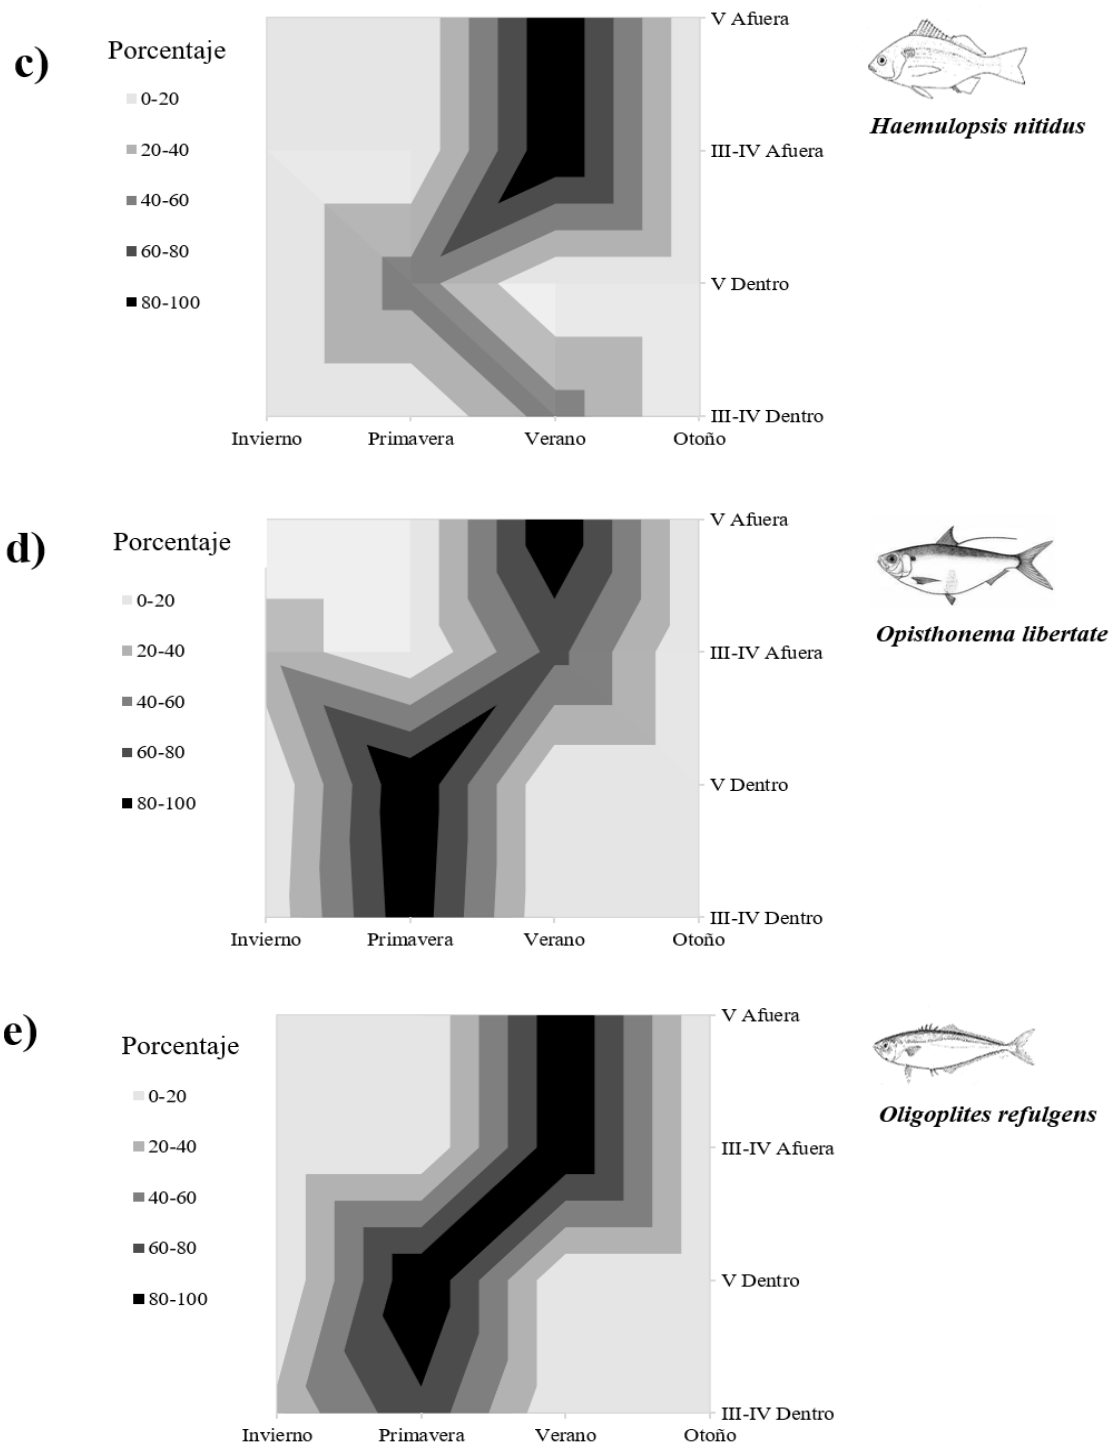 c)
Porcentaje
0-20
20-40
40-60
60-80
80-100
V Afuera
III-IV Afuera
V Dentro
III-IV Dentro
Invierno Primavera Verano Otoño
Haemulopsis nitidus
d)
Porcentaje
0-20
20-40
40-60
60-80
80-100
V Afuera
III-IV Afuera
V Dentro
III-IV Dentro
Invierno Primavera Verano Otoño
Opisthonema libertate
e)
Porcentaje
0-20
20-40
40-60
60-80
80-100
V Afuera
III-IV Afuera
V Dentro
III-IV Dentro
Invierno Primavera Verano Otoño
Oligoplites refulgens